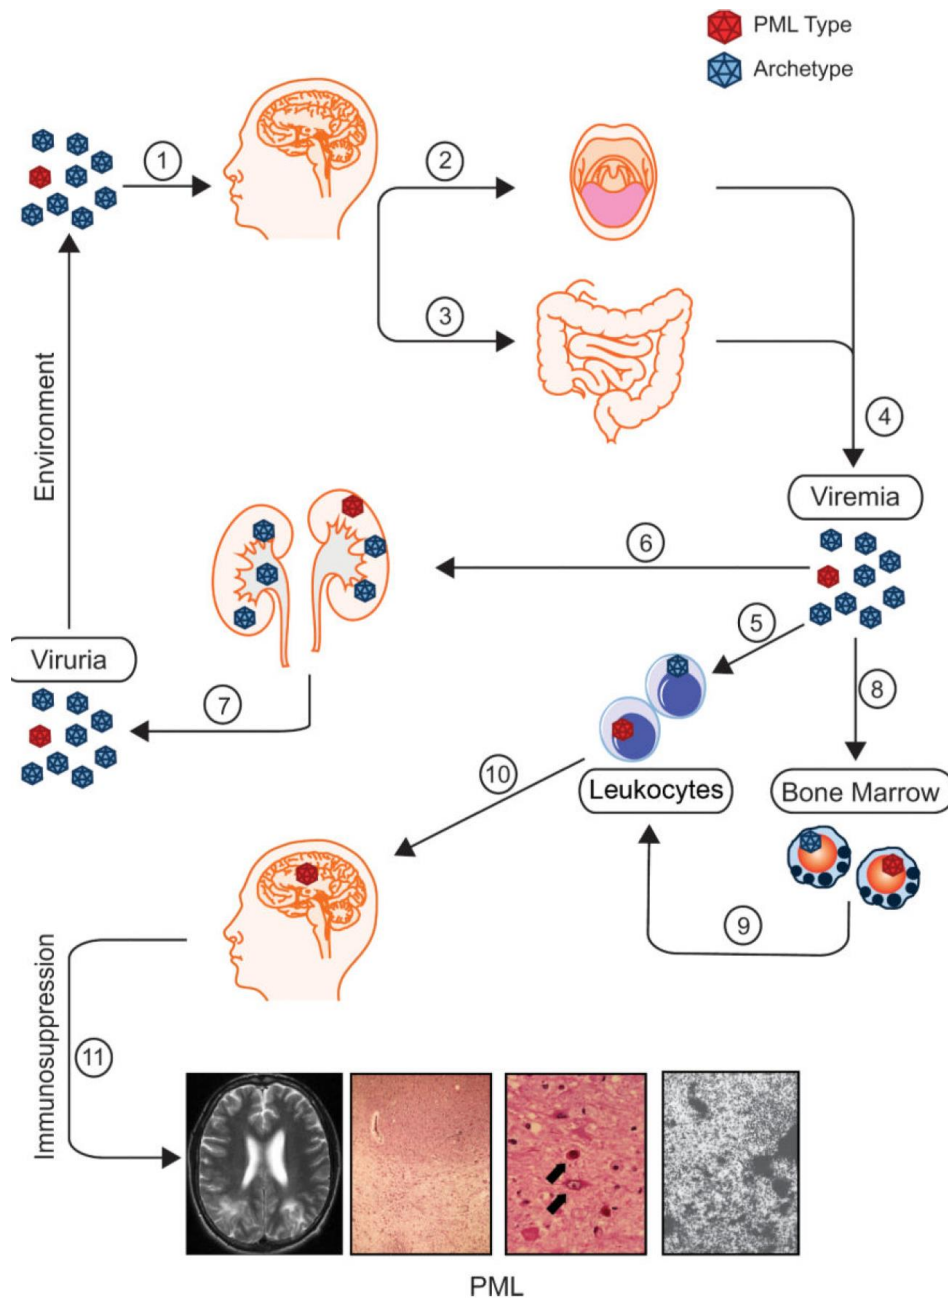 PML Type
Archetype
1
2
3
Environment
4
Viremia
6
5
Viruria
7
8
10
Leukocytes
Bone Marrow
9
Immunosuppression
11
PML